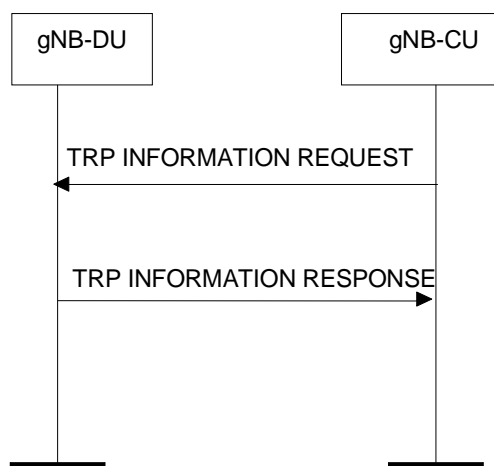 gNB-DU
gNB-CU
TRP INFORMATION REQUEST
TRP INFORMATION RESPONSE